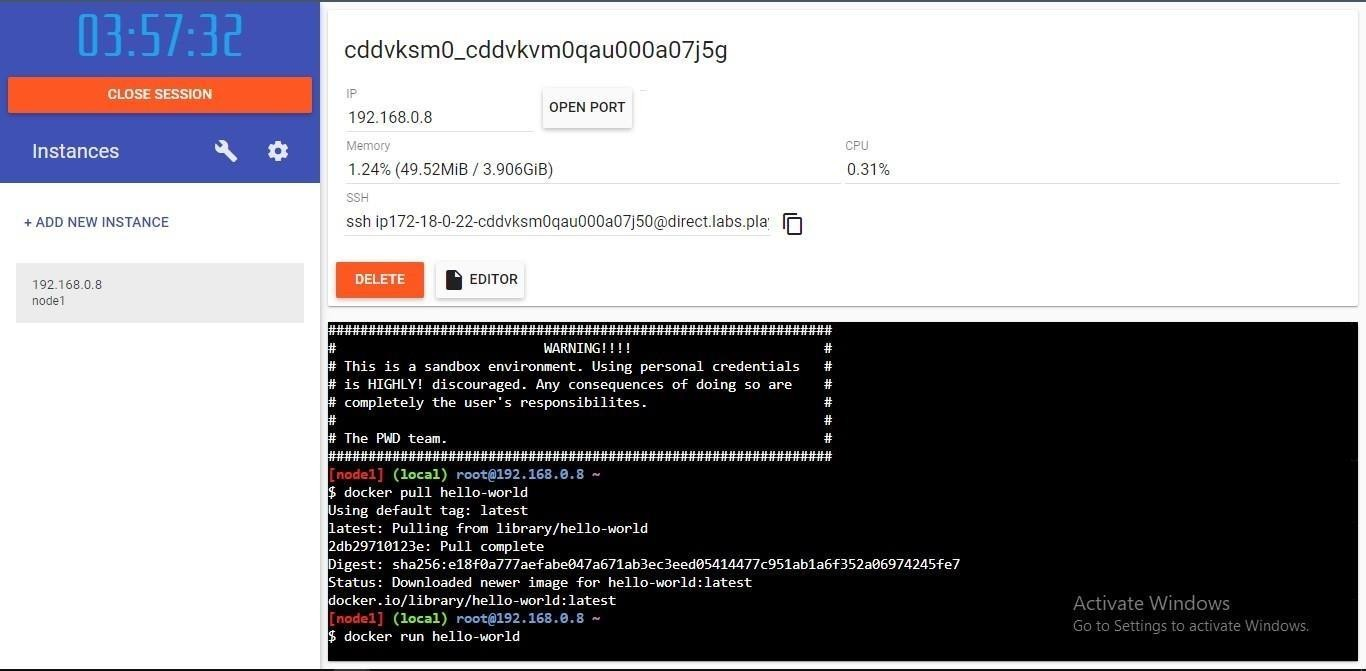 03:57:32
CLOSE SESSION
Instances
+ ADD NEW INSTANCE
192.168.0.8
node1
cddvksm0_cddvkvm0qau000a07j5g
IP
192.168.0.8
OPEN PORT
Memory
1.24% (49.52MiB / 3.906GiB)
CPU
0.31%
SSH
ssh ip172-18-0-22-cddvksm0qau000a07j50@direct.labs.play
DELETE
EDITOR
###############################################################
# WARNING!!!! #
# This is a sandbox environment. Using personal credentials #
# is HIGHLY! discouraged. Any consequences of doing so are #
# completely the user's responsibilites. #
# #
# The PWD team. #
###############################################################
[node1] (local) root@192.168.0.8 ~
$ docker pull hello-world
Using default tag: latest
latest: Pulling from library/hello-world
2db29710123e: Pull complete
Digest: sha256:e18f0a777aefabe047a671ab3ec3eed05414477c951ab1a6f352a06974245fe7
Status: Downloaded newer image for hello-world:latest
docker.io/library/hello-world:latest
[node1] (local) root@192.168.0.8 ~
$ docker run hello-world
Activate Windows
Go to Settings to activate Windows.